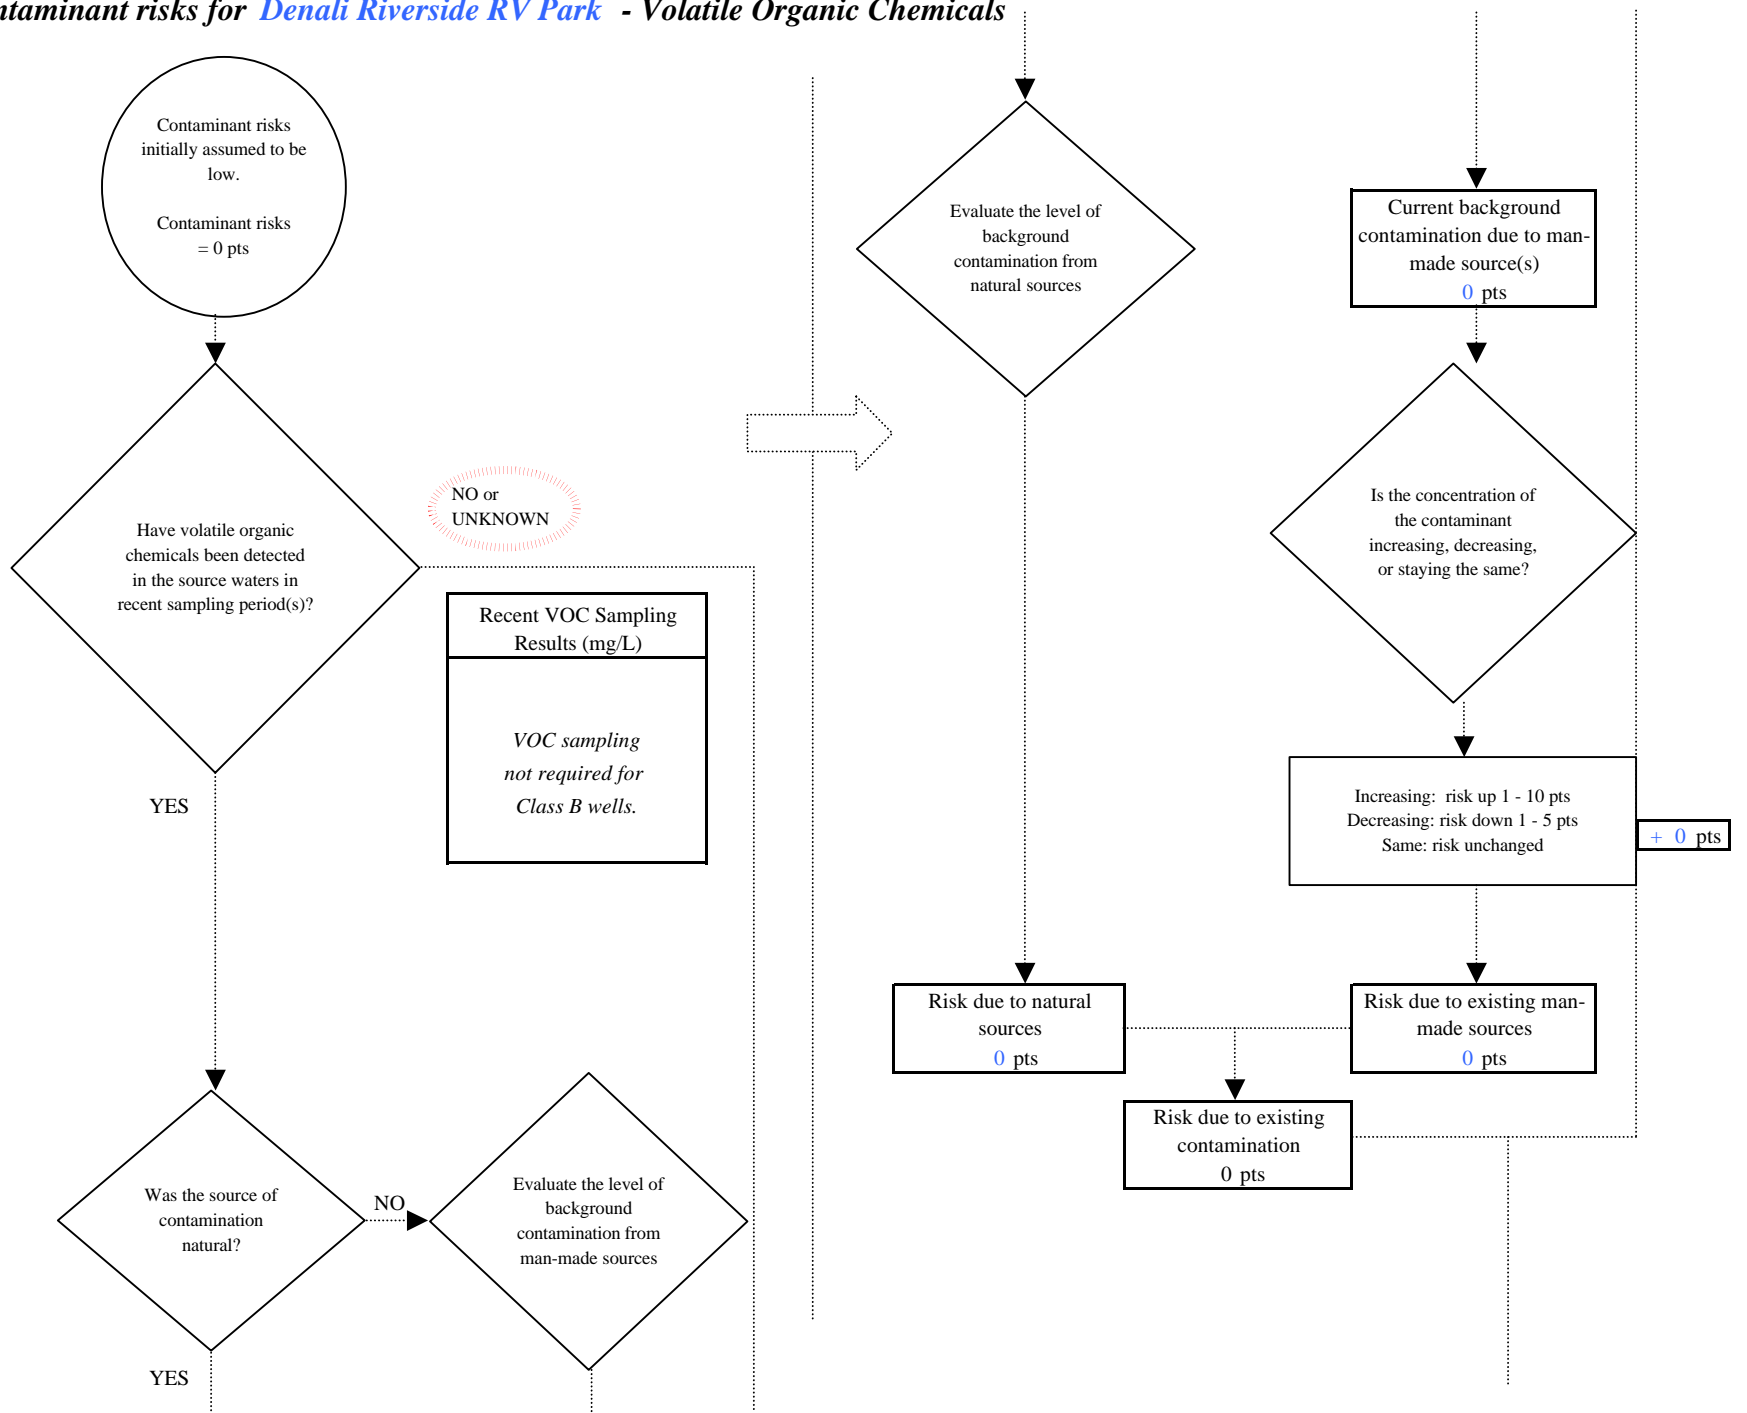 ntaminant risks for Denali Riverside RV Park - Volatile Organic Chemicals
Contaminant risks
initially assumed to be
low.
Contaminant risks
= 0 pts
Have volatile organic
chemicals been detected
in the source waters in
recent sampling period(s)?
NO or
UNKNOWN
Recent VOC Sampling
Results (mg/L)
VOC sampling
not required for
Class B wells.
YES
Was the source of
contamination
natural?
NO
Evaluate the level of
background
contamination from
man-made sources
YES
Evaluate the level of
background
contamination from
natural sources
Current background
contamination due to man-
made source(s)
0 pts
Is the concentration of
the contaminant
increasing, decreasing,
or staying the same?
Increasing: risk up 1 - 10 pts
Decreasing: risk down 1 - 5 pts
Same: risk unchanged
+ 0 pts
Risk due to natural
sources
0 pts
Risk due to existing man-
made sources
0 pts
Risk due to existing
contamination
0 pts